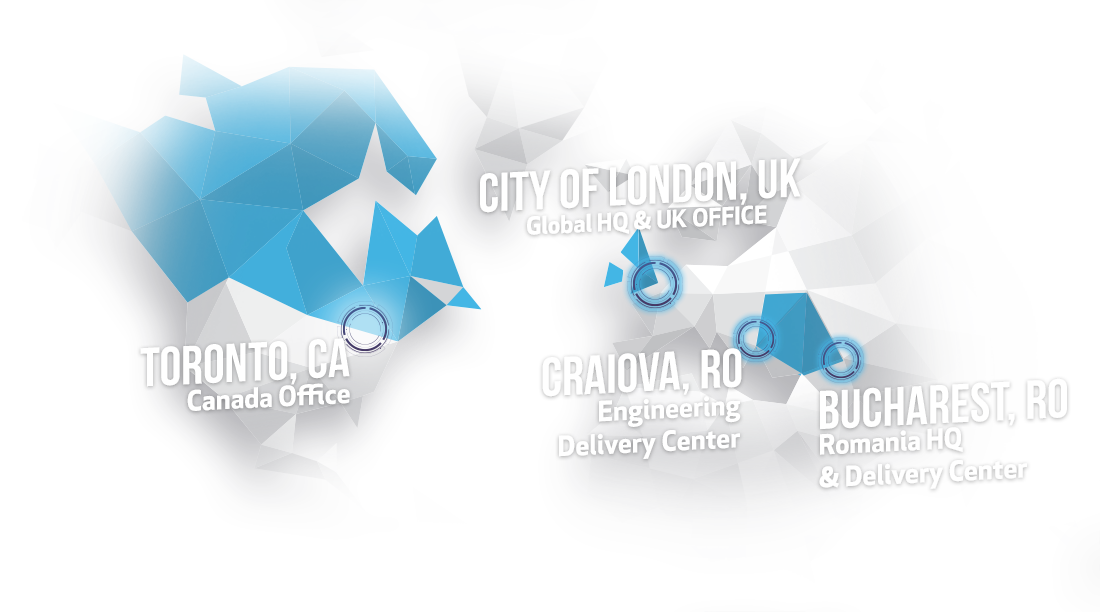 CITY OF LONDON, UK
Global HQ & UK OFFICE
TORONTO, CA
Canada Office
CRAIOVA, RO
Engineering
Delivery Center
BUCHAREST, RO
Romania HQ
& Delivery Center